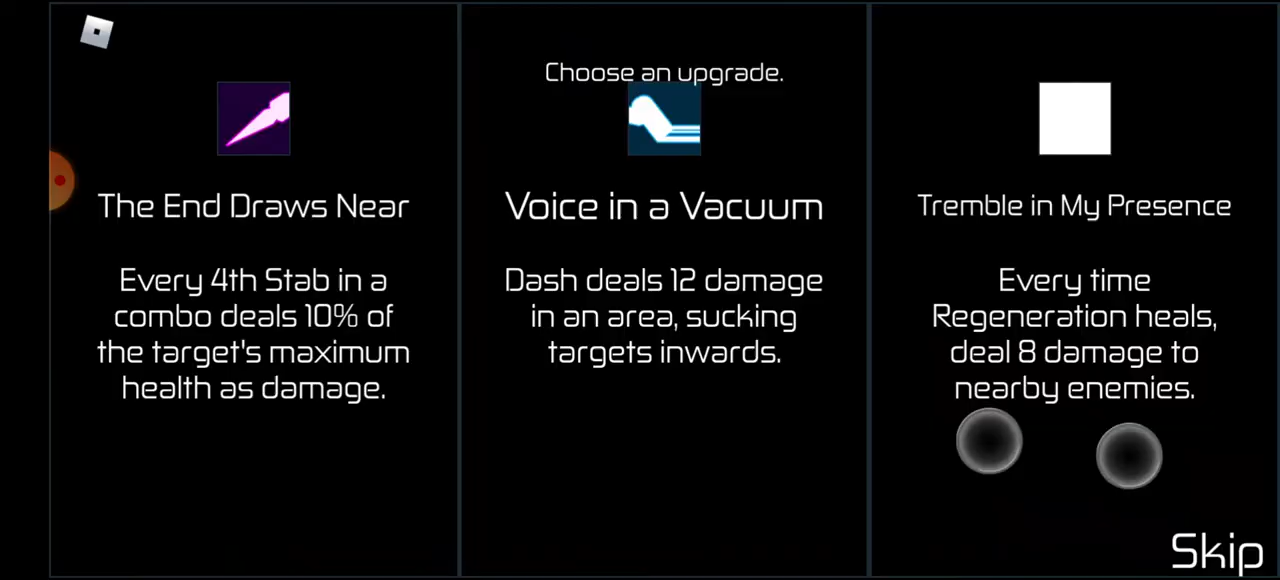 Choose an upgrade.
The End Draws Near
Every 4th Stab in a
combo deals 10% of
the target's maximum
health as damage.
Voice in a Vacuum
Dash deals 12 damage
in an area, sucking
targets inwards.
Tremble in My Presence
Every time
Regeneration heals,
deal 8 damage to
nearby enemies.
Skip